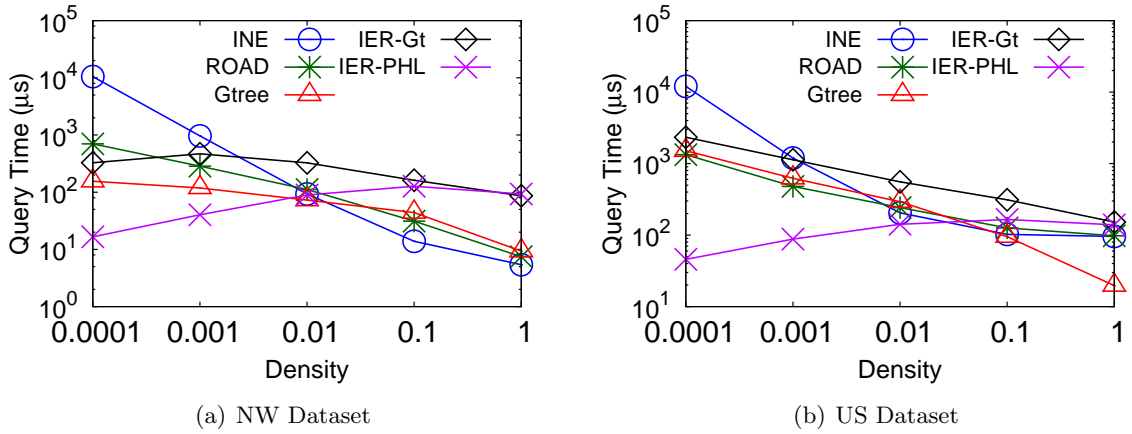 10^5
10^4
10^3
10^2
10^1
10^0
Query Time (μs)
INE
ROAD
Gtree
IER-Gt
IER-PHL
0.0001 0.001 0.01 0.1 1
Density
(a) NW Dataset
10^5
10^4
10^3
10^2
10^1
Query Time (μs)
INE
ROAD
Gtree
IER-Gt
IER-PHL
0.0001 0.001 0.01 0.1 1
Density
(b) US Dataset